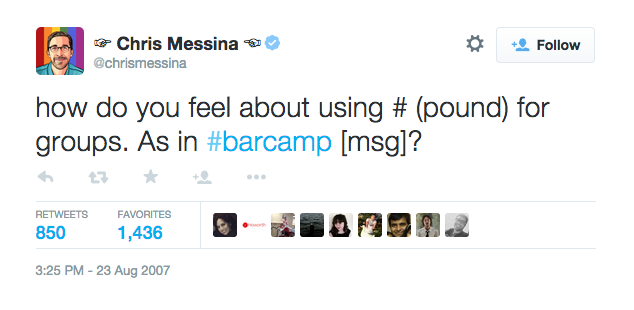 ☞ Chris Messina ☜
@chrismessina
Follow
how do you feel about using # (pound) for
groups. As in #barcamp [msg]?
RETWEETS FAVORITES
850 1,436
3:25 PM - 23 Aug 2007